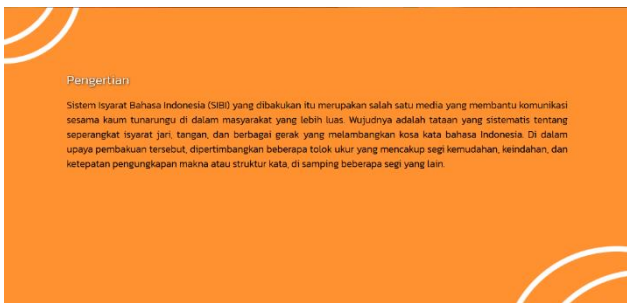 Pengertian
Sistem Isyarat Bahasa Indonesia (SIBI) yang dibakukan itu merupakan salah satu media yang membantu komunikasi
sesama kaum tunarungu di dalam masyarakat yang lebih luas. Wujudnya adalah tataan yang sistematis tentang
seperangkat isyarat jari, tangan, dan berbagai gerak yang melambangkan kosa kata bahasa Indonesia. Di dalam
upaya pembakuan tersebut, dipertimbangkan beberapa tolok ukur yang mencakup segi kemudahan, keindahan, dan
ketepatan pengungkapan makna atau struktur kata, di samping beberapa segi yang lain.